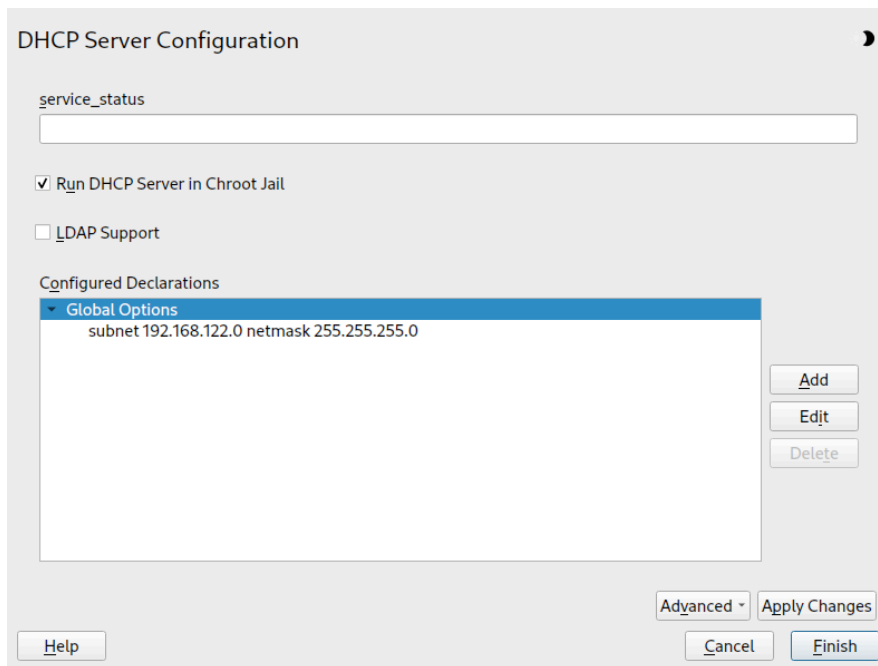 DHCP Server Configuration
service_status
Run DHCP Server in Chroot Jail
LDAP Support
Configured Declarations
Global Options
subnet 192.168.122.0 netmask 255.255.255.0
Add
Edit
Delete
Advanced
Apply Changes
Help
Cancel
Finish